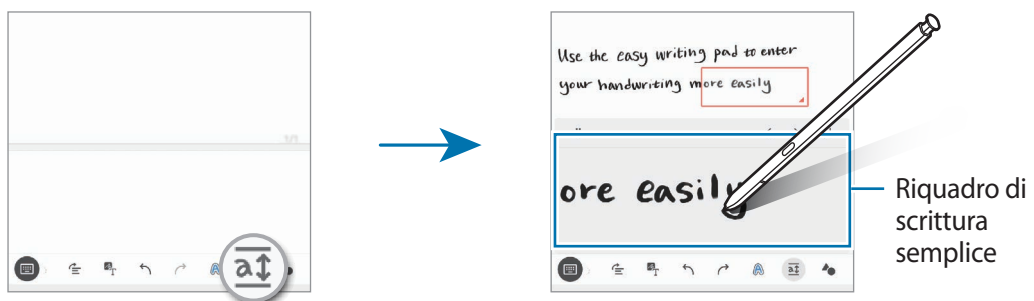 Use the easy writing pad to enter
your handwriting more easily
ore easily
Riquadro di
scrittura
semplice